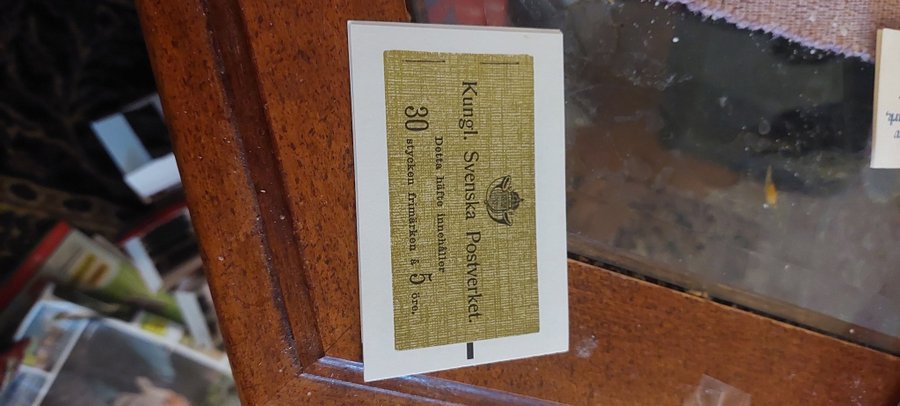 Kungl. Svenska Postverket.
Detta häfte innehåller
30 stycken frimärken à 5 öre.